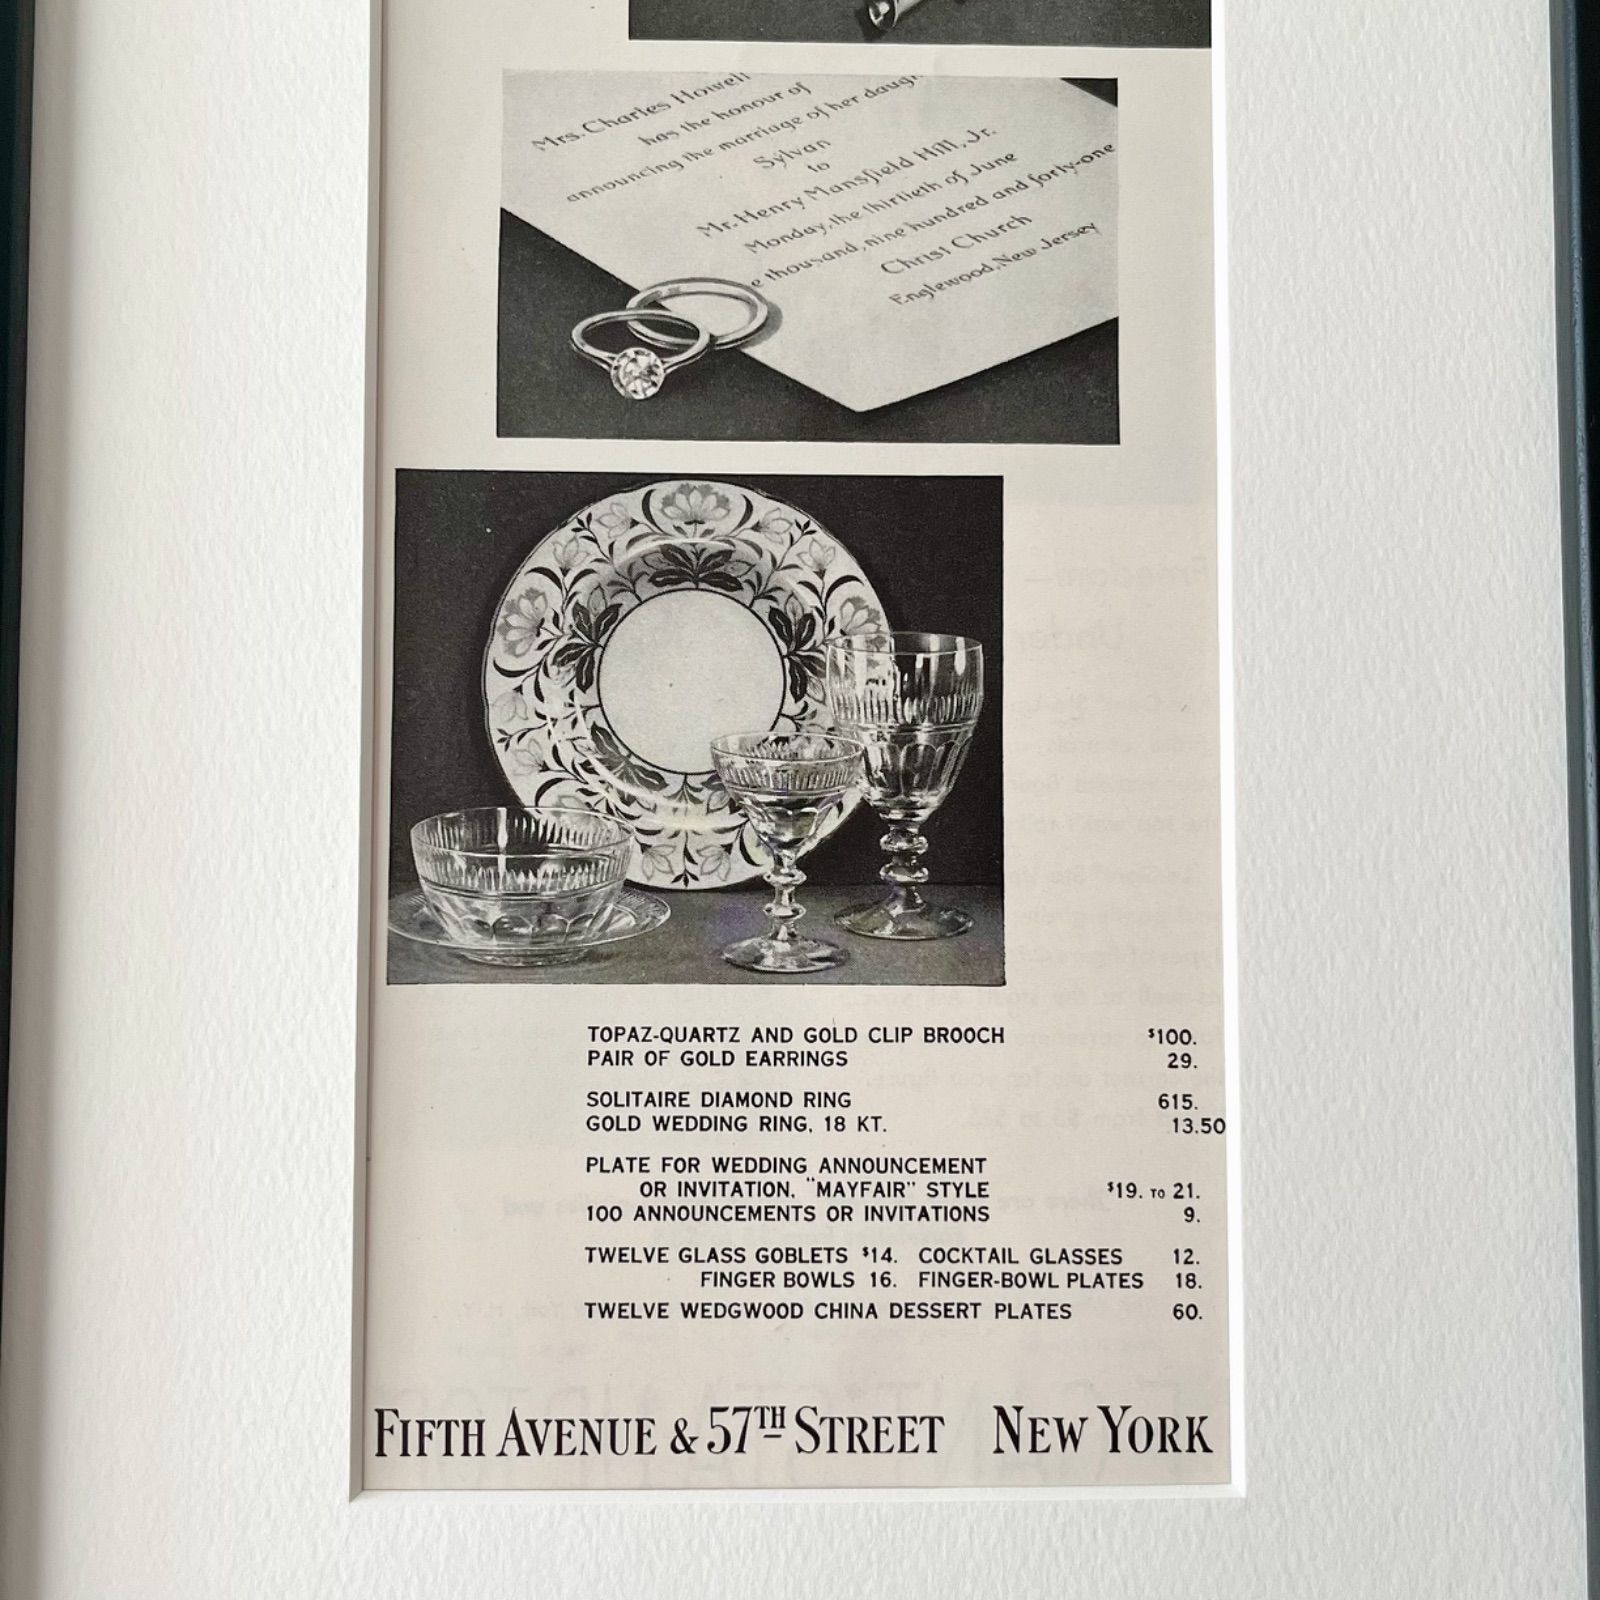 Mrs. Charles Howell
has the honour of
announcing the marriage of her
Sylvan
to
Mr. Henry Mansfield Hill, Jr.
Monday, the thirtieth of June
thousand, nine hundred and forty-one
Christ Church
Englewood, New Jersey
TOPAZ-QUARTZ AND GOLD CLIP BROOCH $100.
PAIR OF GOLD EARRINGS 29.
SOLITAIRE DIAMOND RING 615.
GOLD WEDDING RING, 18 KT. 13.50
PLATE FOR WEDDING ANNOUNCEMENT
OR INVITATION, "MAYFAIR" STYLE $19. TO 21.
100 ANNOUNCEMENTS OR INVITATIONS 9.
TWELVE GLASS GOBLETS $14. COCKTAIL GLASSES 12.
FINGER BOWLS 16. FINGER-BOWL PLATES 18.
TWELVE WEDGWOOD CHINA DESSERT PLATES 60.
FIFTH AVENUE & 57TH STREET NEW YORK